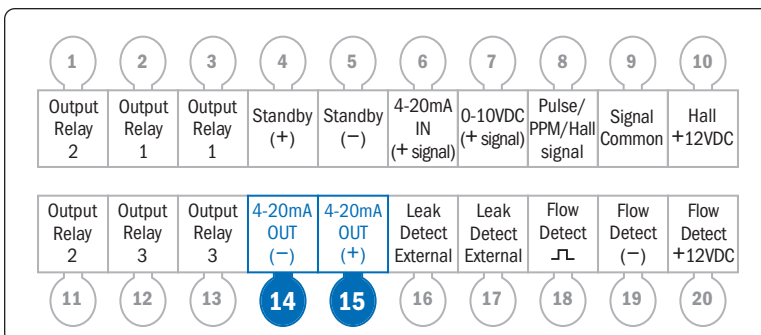 1 2 3 4 5 6 7 8 9 10
Output Relay 2
Output Relay 1
Output Relay 1
Standby (+)
Standby (−)
4-20mA IN (+ signal)
0-10VDC (+ signal)
Pulse/ PPM/Hall signal
Signal Common
Hall +12VDC
Output Relay 2
Output Relay 3
Output Relay 3
4-20mA OUT (−)
4-20mA OUT (+)
Leak Detect External
Leak Detect External
Flow Detect
Flow Detect (−)
Flow Detect +12VDC
11 12 13 14 15 16 17 18 19 20